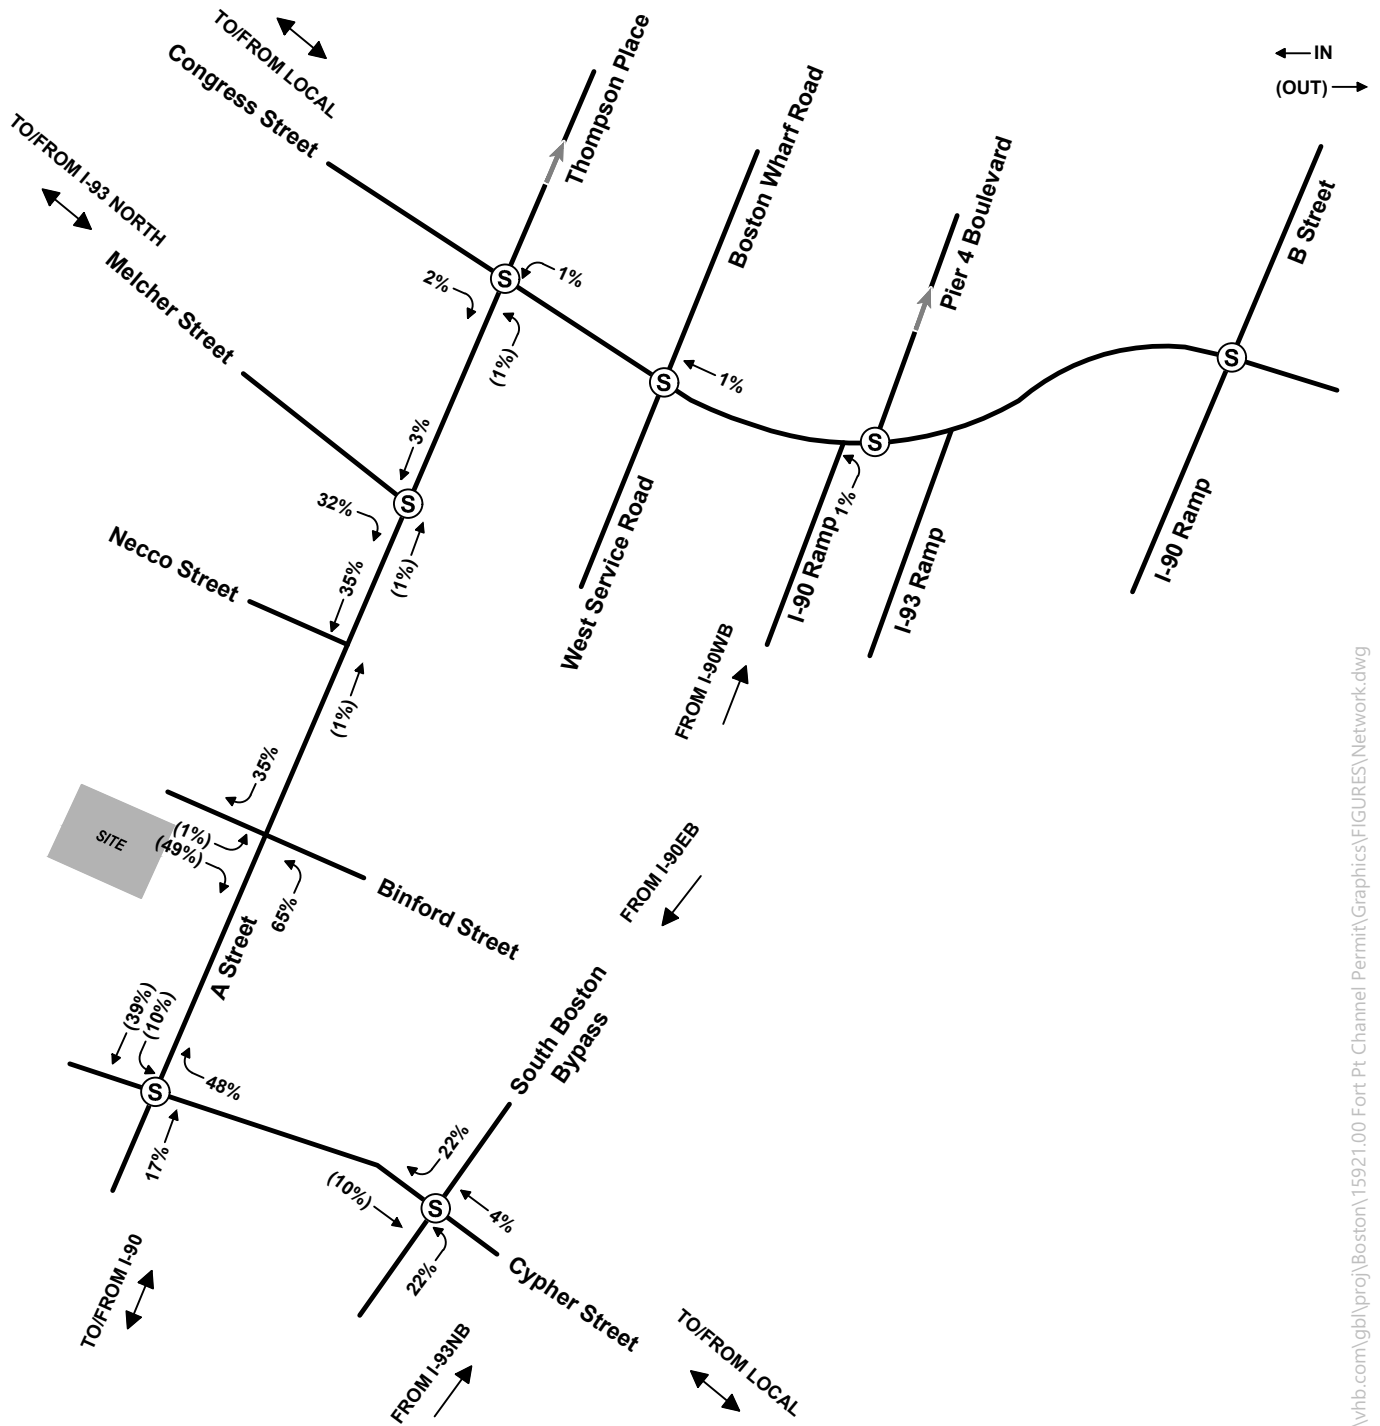 TO/FROM LOCAL
Congress Street
TO/FROM I-93 NORTH
Melcher Street
Necco Street
Thompson Place
Boston Wharf Road
Pier 4 Boulevard
B Street
IN
(OUT)
S
2%
1%
(1%)
S
1%
S
S
3%
S
32%
(1%)
35%
West Service Road
I-90 Ramp
1%
I-93 Ramp
I-90 Ramp
FROM I-90WB
(1%)
35%
SITE
(1%)
(49%)
65%
Binford Street
A Street
FROM I-90EB
South Boston
Bypass
(39%)
(10%)
S
48%
17%
22%
(10%)
S
4%
22%
Cypher Street
TO/FROM I-90
FROM I-93NB
TO/FROM LOCAL
\vhb.com\gbl\proj\Boston\15921.00 Fort Pt Channel Permit\Graphics\FIGURES\Network.dwg